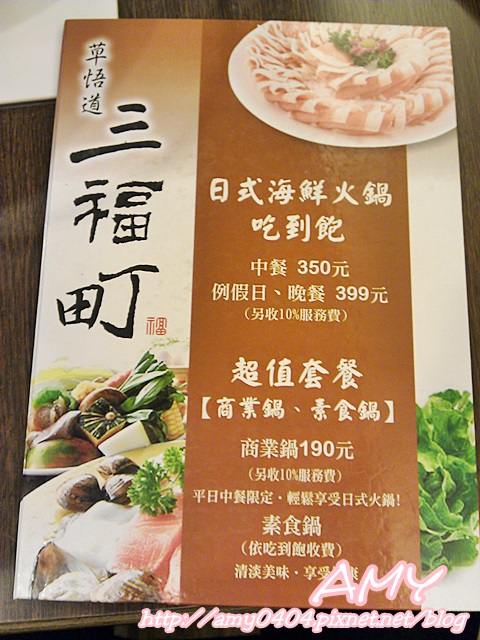 草悟道
三福町
福
日式海鮮火鍋
吃到飽
中餐 350元
例假日、晚餐 399元
(另收10%服務費)
超值套餐
【商業鍋、素食鍋】
商業鍋190元
(另收10%服務費)
平日中餐限定·輕鬆享受日式火鍋!
素食鍋
(依吃到飽收費)
清淡美味·享受
康
AMY
http://amy0404.pixnet.net/blog